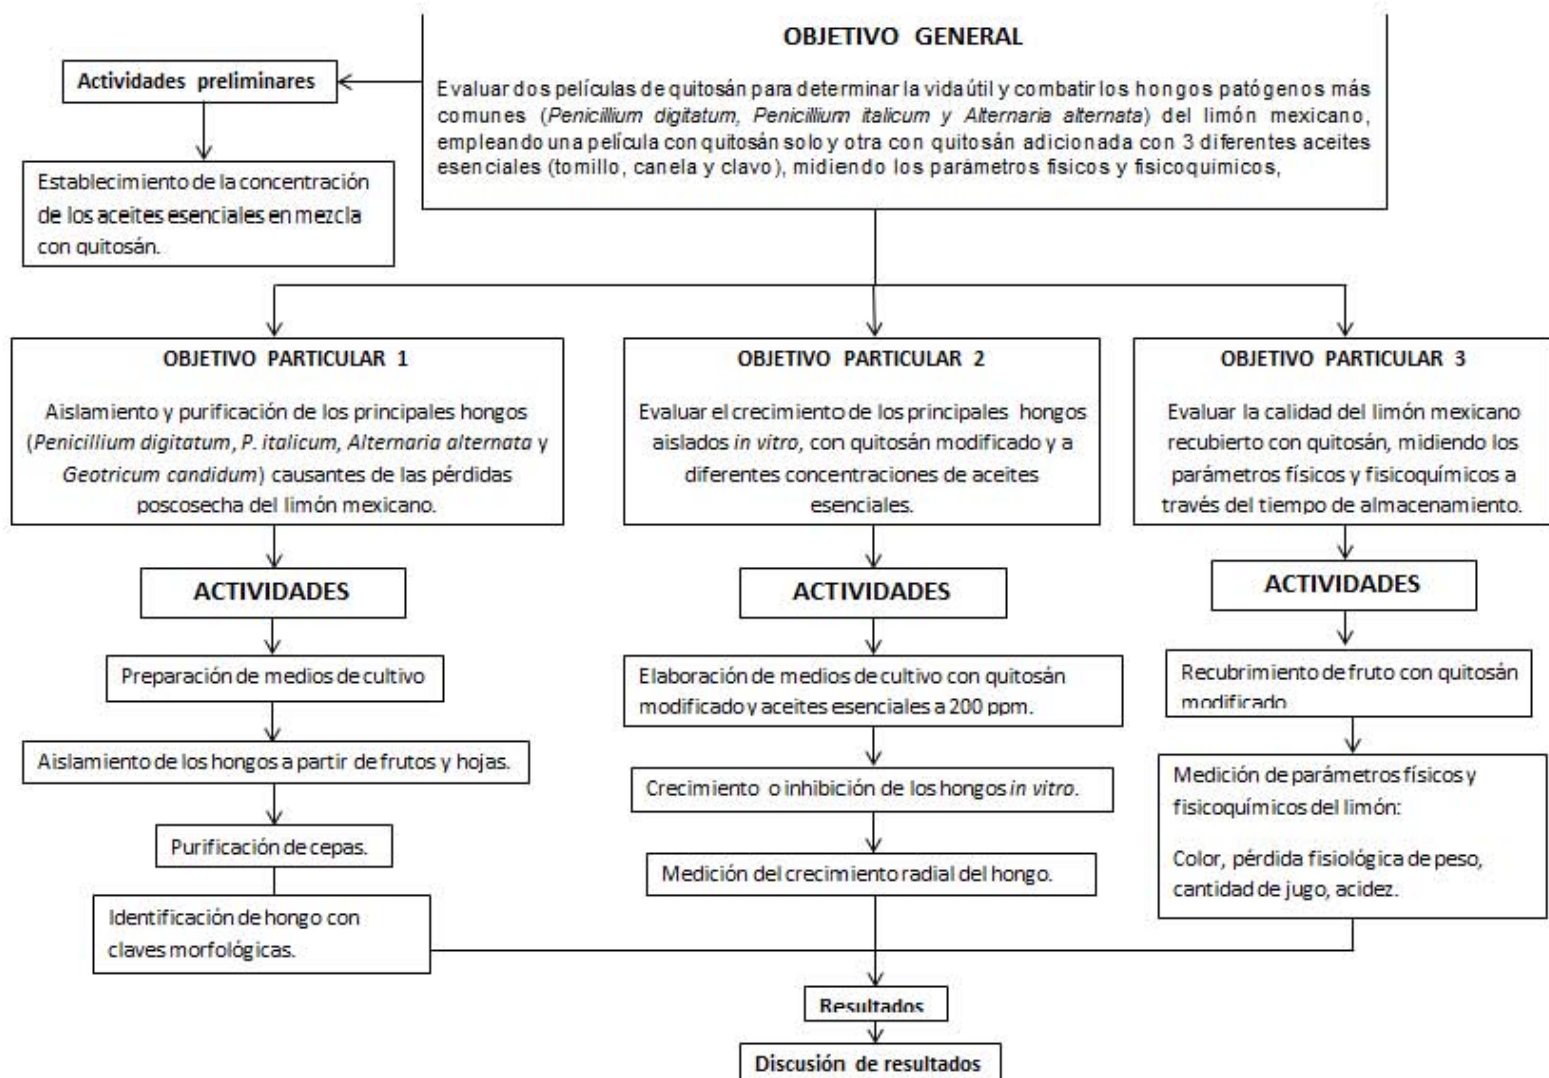 OBJETIVO GENERAL
Evaluar dos películas de quitosán para determinar la vida útil y combatir los hongos patógenos más
comunes (Penicillium digitatum, Penicillium italicum y Alternaria alternata) del limón mexicano,
empleando una película con quitosán solo y otra con quitosán adicionada con 3 diferentes aceites
esenciales (tomillo, canela y clavo), midiendo los parámetros físicos y fisicoquímicos,
Actividades preliminares
Establecimiento de la concentración
de los aceites esenciales en mezcla
con quitosán.
OBJETIVO PARTICULAR 1
Aislamiento y purificación de los principales hongos
(Penicillium digitatum, P. italicum, Alternaria alternata y
Geotricum candidum) causantes de las pérdidas
poscosecha del limón mexicano.
ACTIVIDADES
Preparación de medios de cultivo
Aislamiento de los hongos a partir de frutos y hojas.
Purificación de cepas.
Identificación de hongo con
claves morfológicas.
OBJETIVO PARTICULAR 2
Evaluar el crecimiento de los principales hongos
aislados in vitro, con quitosán modificado y a
diferentes concentraciones de aceites
esenciales.
ACTIVIDADES
Elaboración de medios de cultivo con quitosán
modificado y aceites esenciales a 200 ppm.
Crecimiento o inhibición de los hongos in vitro.
Medición del crecimiento radial del hongo.
OBJETIVO PARTICULAR 3
Evaluar la calidad del limón mexicano
recubierto con quitosán, midiendo los
parámetros físicos y fisicoquímicos a
través del tiempo de almacenamiento.
ACTIVIDADES
Recubrimiento de fruto con quitosán
modificado
Medición de parámetros físicos y
fisicoquímicos del limón:
Color, pérdida fisiológica de peso,
cantidad de jugo, acidez.
Resultados
Discusión de resultados